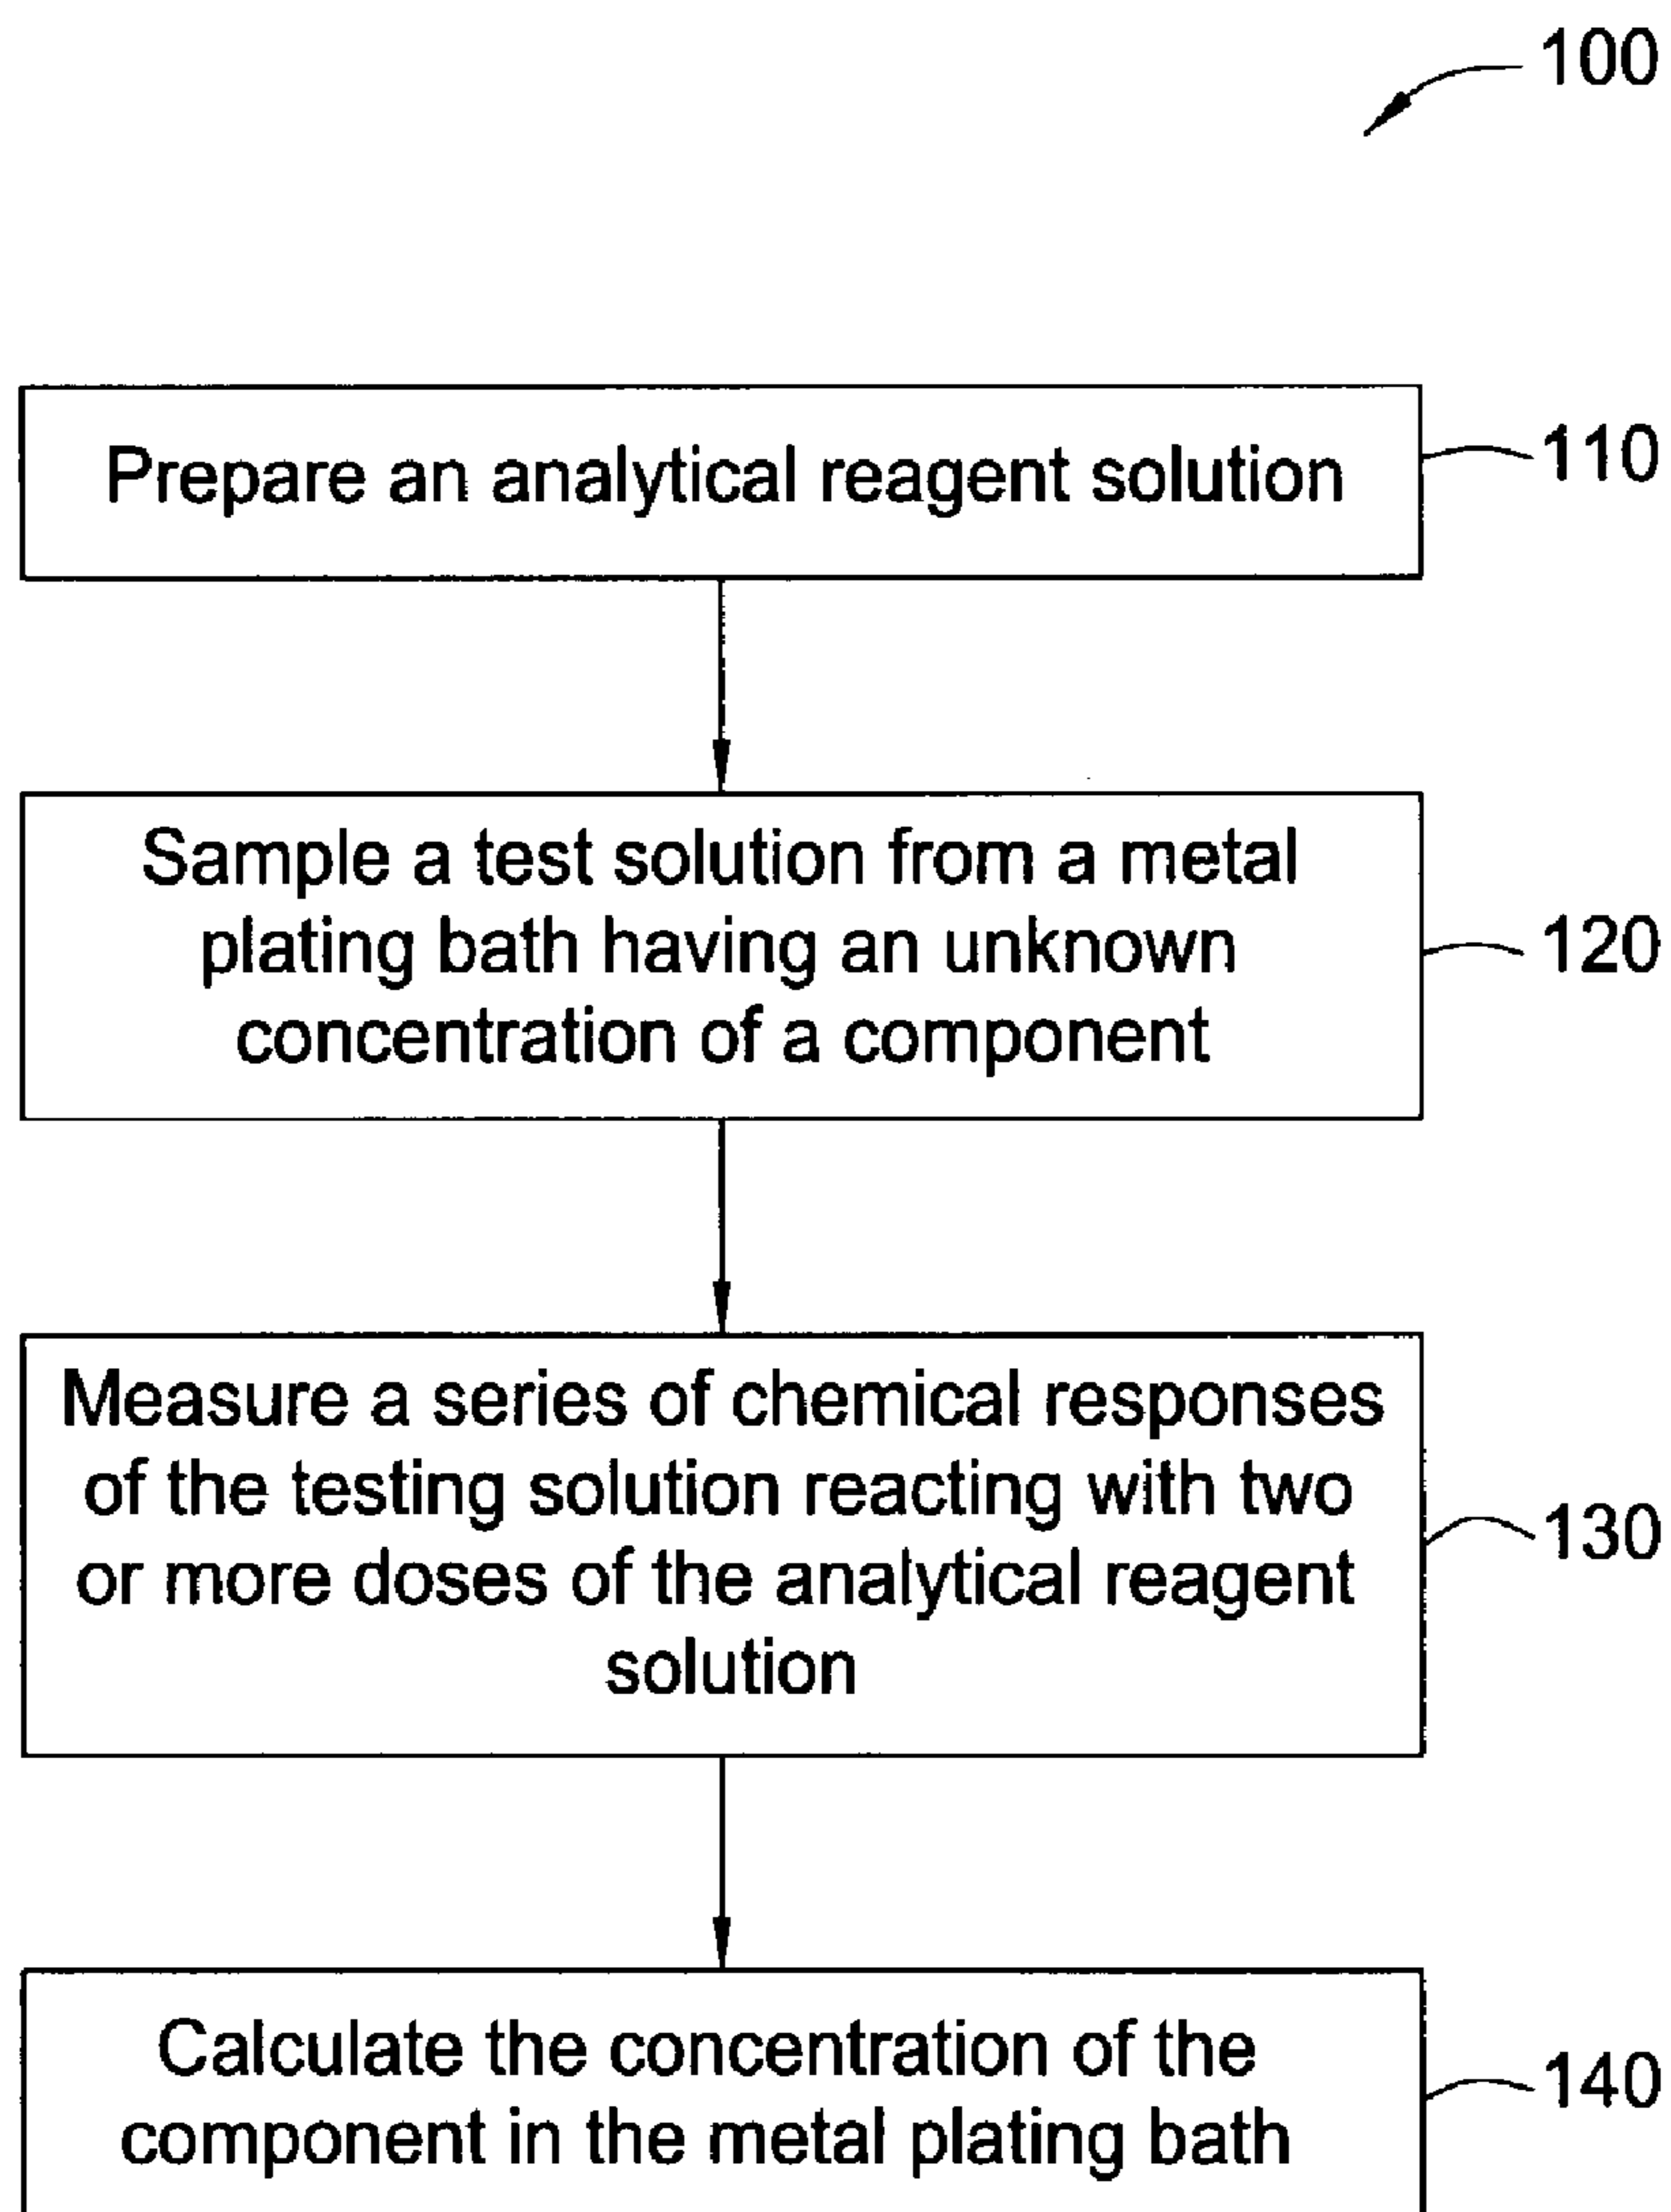 100
Prepare an analytical reagent solution
110
Sample a test solution from a metal
plating bath having an unknown
concentration of a component
120
Measure a series of chemical responses
of the testing solution reacting with two
or more doses of the analytical reagent
solution
130
Calculate the concentration of the
component in the metal plating bath
140